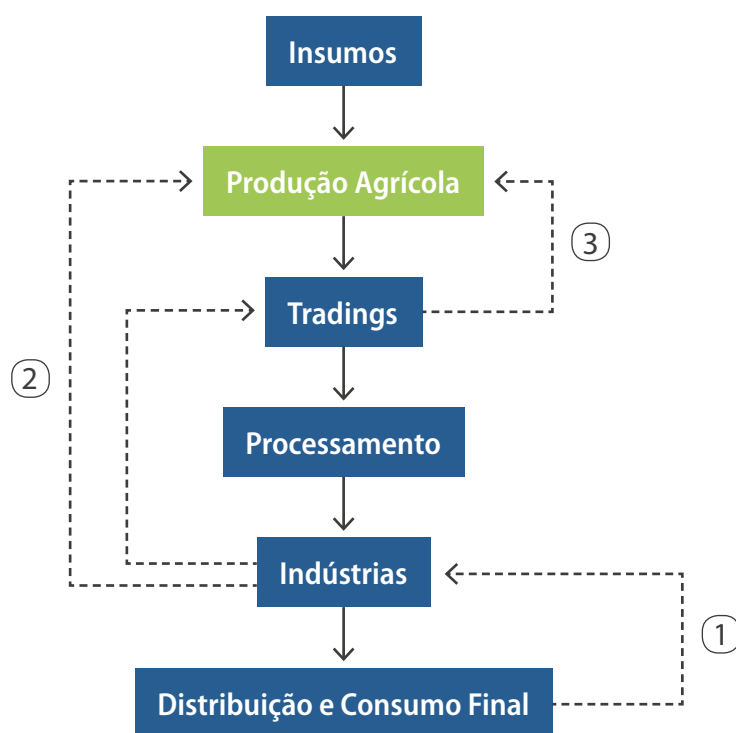 Insumos
Produção Agrícola
3
Tradings
2
Processamento
Indústrias
1
Distribuição e Consumo Final